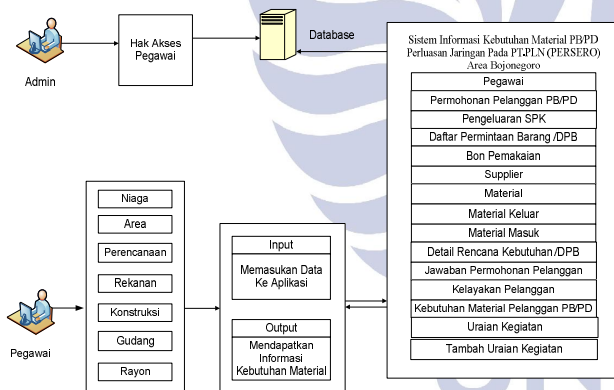 Admin
Hak Akses
Pegawai
Database
Sistem Informasi Kebutuhan Material PB/PD
Perluasan Jaringan Pada PT.PLN (PERSERO)
Area Bojonegoro
Pegawai
Permohonan Pelanggan PB/PD
Pengeluaran SPK
Daftar Permintaan Barang /DPB
Bon Pemakaian
Supplier
Material
Material Keluar
Material Masuk
Detail Rencana Kebutuhan /DPB
Jawaban Permohonan Pelanggan
Kelayakan Pelanggan
Kebutuhan Material Pelanggan PB/PD
Uraian Kegiatan
Tambah Uraian Kegiatan
Pegawai
Niaga
Area
Perencanaan
Rekanan
Konstruksi
Gudang
Rayon
Input
Memasukan Data
Ke Aplikasi
Output
Mendapatkan
Informasi
Kebutuhan Material